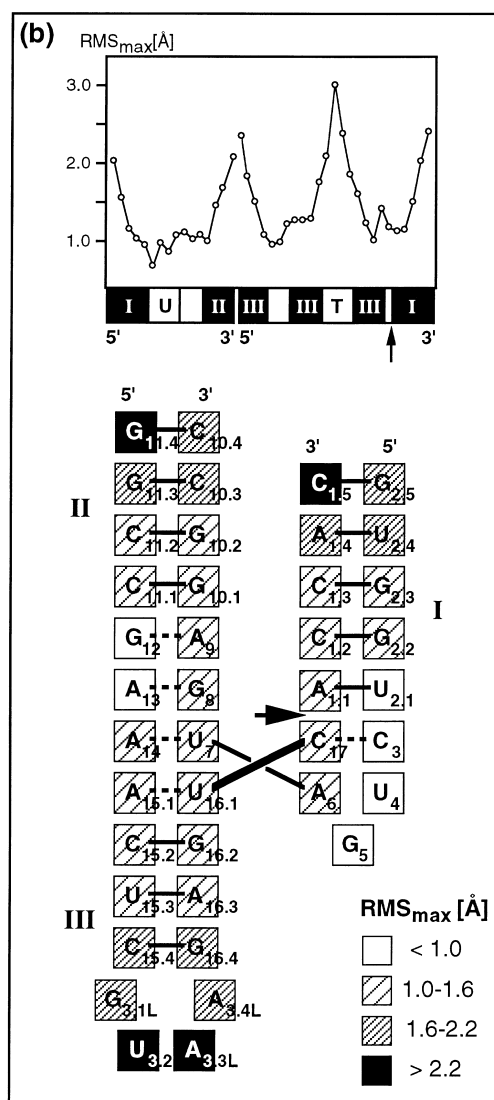 (b)
RMSmax[Å]
3.0
2.0
1.0
I U II III III T III I
5' 3' 5' 3'
5' 3'
G11.4 C10.4
3' 5'
C1.5 G2.5
G11.3 C10.3
II
A1.4 U2.4
C11.2 G10.2
C1.3 G2.3
I
C11.1 G10.1
C1.2 G2.2
G12 A9
A1.1 U2.1
A13 G8
A14 U7
C17 C3
A15.1 U16.1
A6 U4
C15.2 G16.2
G5
U15.3 A16.3
III
RMSmax [Å]
C15.4 G16.4
< 1.0
G3.1L A3.4L
1.0-1.6
U3.2 A3.3L
1.6-2.2
> 2.2